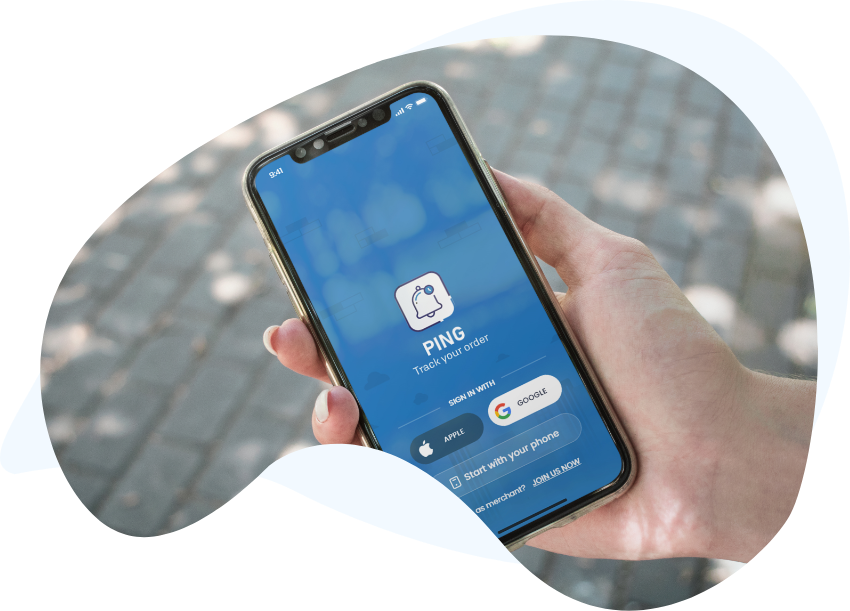 9:41
PING
Track your order
SIGN IN WITH
APPLE
GOOGLE
Start with your phone
as merchant? JOIN US NOW